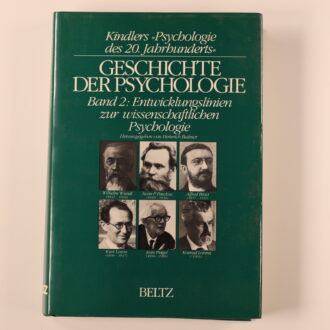 Kindlers »Psychologie
des 20. Jahrhunderts«
GESCHICHTE
DER PSYCHOLOGIE
Band 2: Entwicklungslinien
zur wissenschaftlichen
Psychologie
Herausgegeben von Heinrich Balmer
Wilhelm Wundt
Iwan P. Pawlow
Alfred Binet
Kurt Lewin
Jean Piaget
Konrad Lorenz
BELTZ